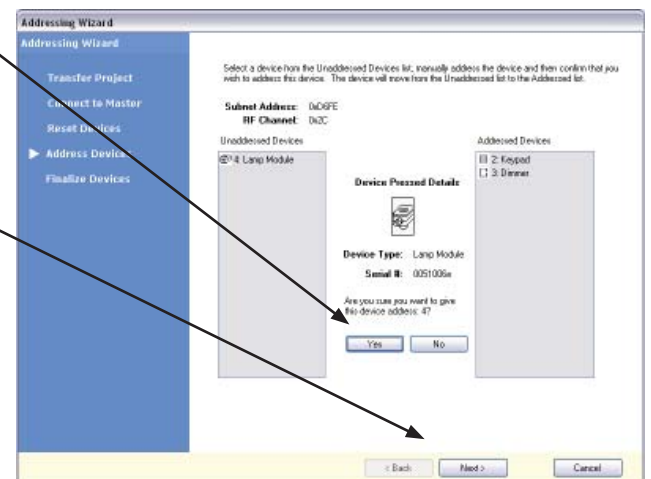 Addressing Wizard
Addressing Wizard
Transfer Project
Connect to Master
Reset Devices
Address Devices
Finalize Devices
Select a device from the Unaddressed Devices list, manually address the device and then confirm that you
wish to address this device. The device will move from the Unaddressed list to the Addressed list.
Subnet Address: 0xD6FE
RF Channel: 0x2C
Unaddressed Devices
4: Lamp Module
Device Pressed Details
Device Type: Lamp Module
Serial #: 0051006e
Are you sure you want to give
this device address: 4?
Yes
No
Addressed Devices
2: Keypad
3: Dimmer
< Back
Next >
Cancel